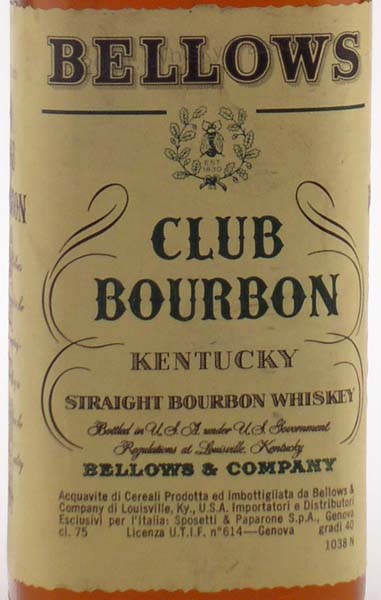 BELLOWS
EST
1830
CLUB
BOURBON
KENTUCKY
STRAIGHT BOURBON WHISKEY
Bottled in U.S.A. under U.S. Government
Regulations at Louisville, Kentucky
BELLOWS & COMPANY
Acquavite di Cereali Prodotta ed Imbottigliata da Bellows &
Company di Louisville, Ky., U.S.A. Importatori e Distributori
Esclusivi per l'Italia: Sposetti & Paparone S.p.A., Genova
cl. 75 Licenza U.T.I.F. n°614—Genova gradi 40
1038 N